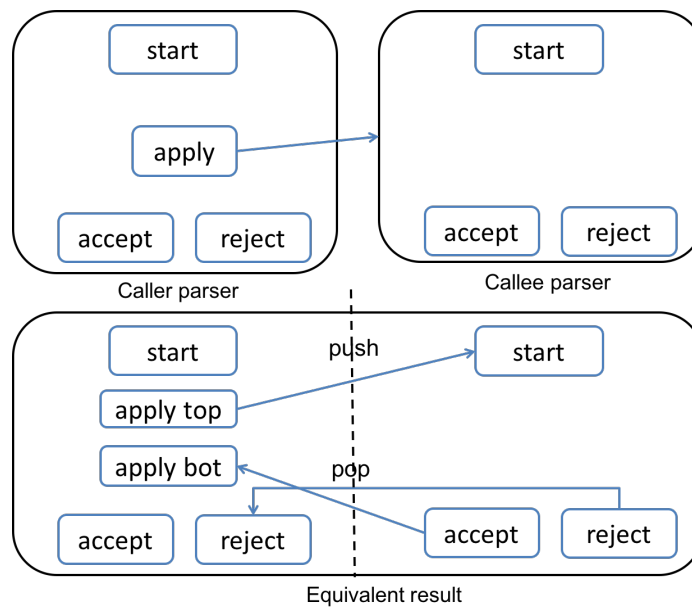 start
start
apply
accept
reject
accept
reject
Caller parser
Callee parser
start
push
start
apply top
apply bot
pop
accept
reject
accept
reject
Equivalent result